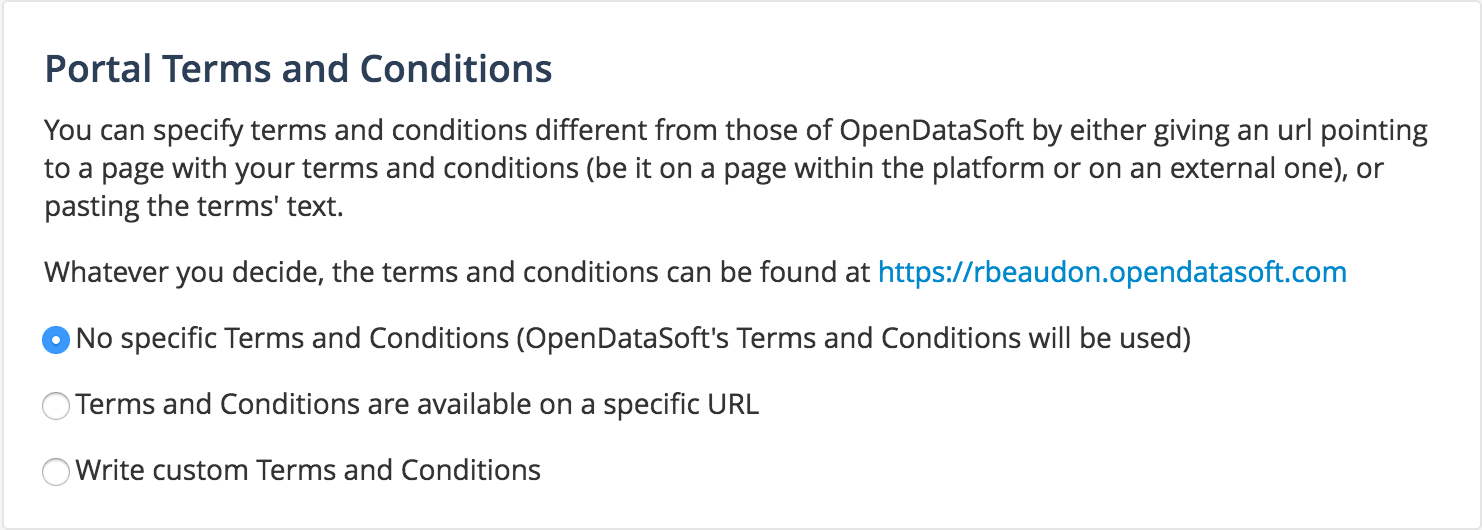 Portal Terms and Conditions
You can specify terms and conditions different from those of OpenDataSoft by either giving an url pointing
to a page with your terms and conditions (be it on a page within the platform or on an external one), or
pasting the terms' text.
Whatever you decide, the terms and conditions can be found at https://rbeaudon.opendatasoft.com
No specific Terms and Conditions (OpenDataSoft's Terms and Conditions will be used)
Terms and Conditions are available on a specific URL
Write custom Terms and Conditions